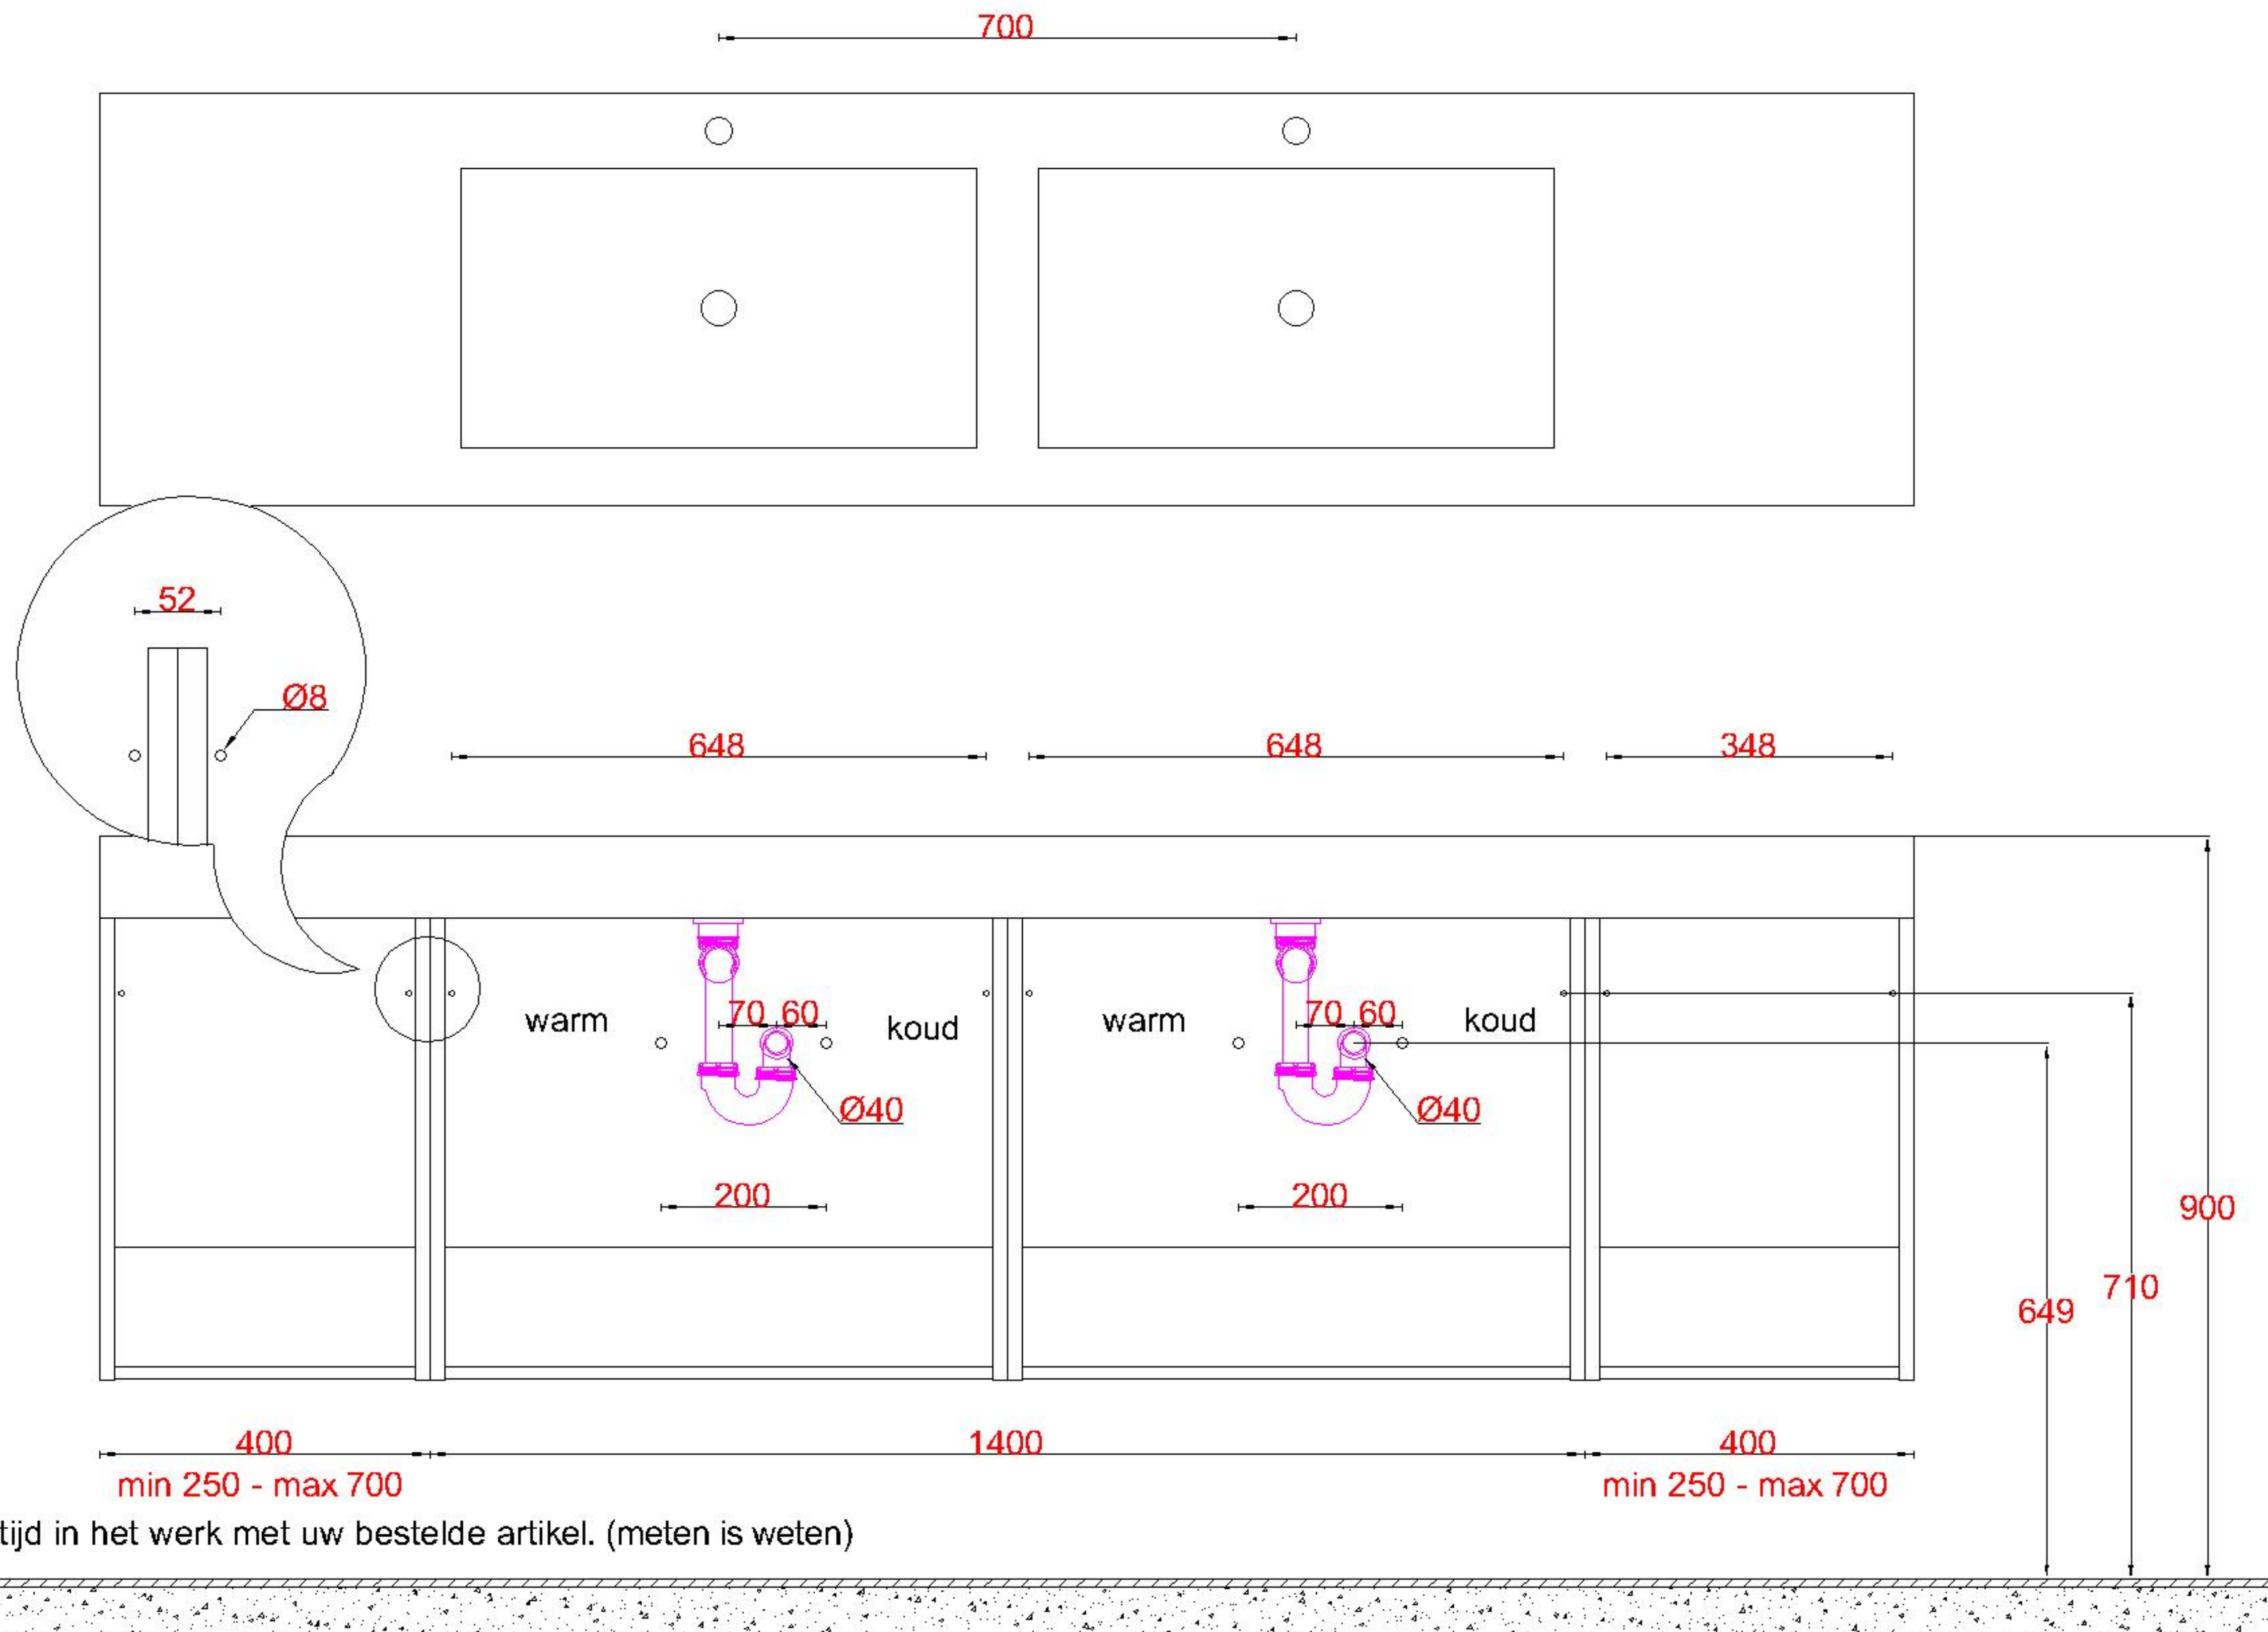 700
52
Ø8
648
648
348
warm
70
60
koud
warm
70
60
koud
Ø40
Ø40
200
200
900
710
649
400
1400
400
min 250 - max 700
min 250 - max 700
tijd in het werk met uw bestelde artikel. (meten is weten)